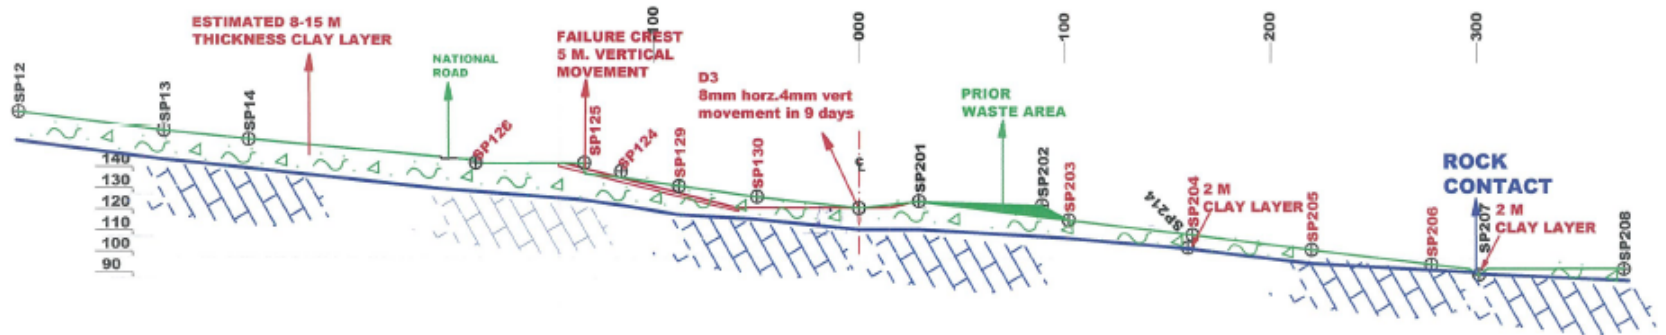 ESTIMATED 8-15 M
THICKNESS CLAY LAYER
NATIONAL
ROAD
FAILURE CREST
5 M. VERTICAL
MOVEMENT
D3
8mm horz.4mm vert
movement in 9 days
PRIOR
WASTE AREA
ROCK
CONTACT
2 M
CLAY LAYER
2 M
CLAY LAYER
100
000
100
200
300
SP12
SP13
SP14
SP126
SP125
SP124
SP129
SP130
SP201
SP202
SP203
SP214
SP204
SP205
SP206
SP207
SP208
140
130
120
110
100
90